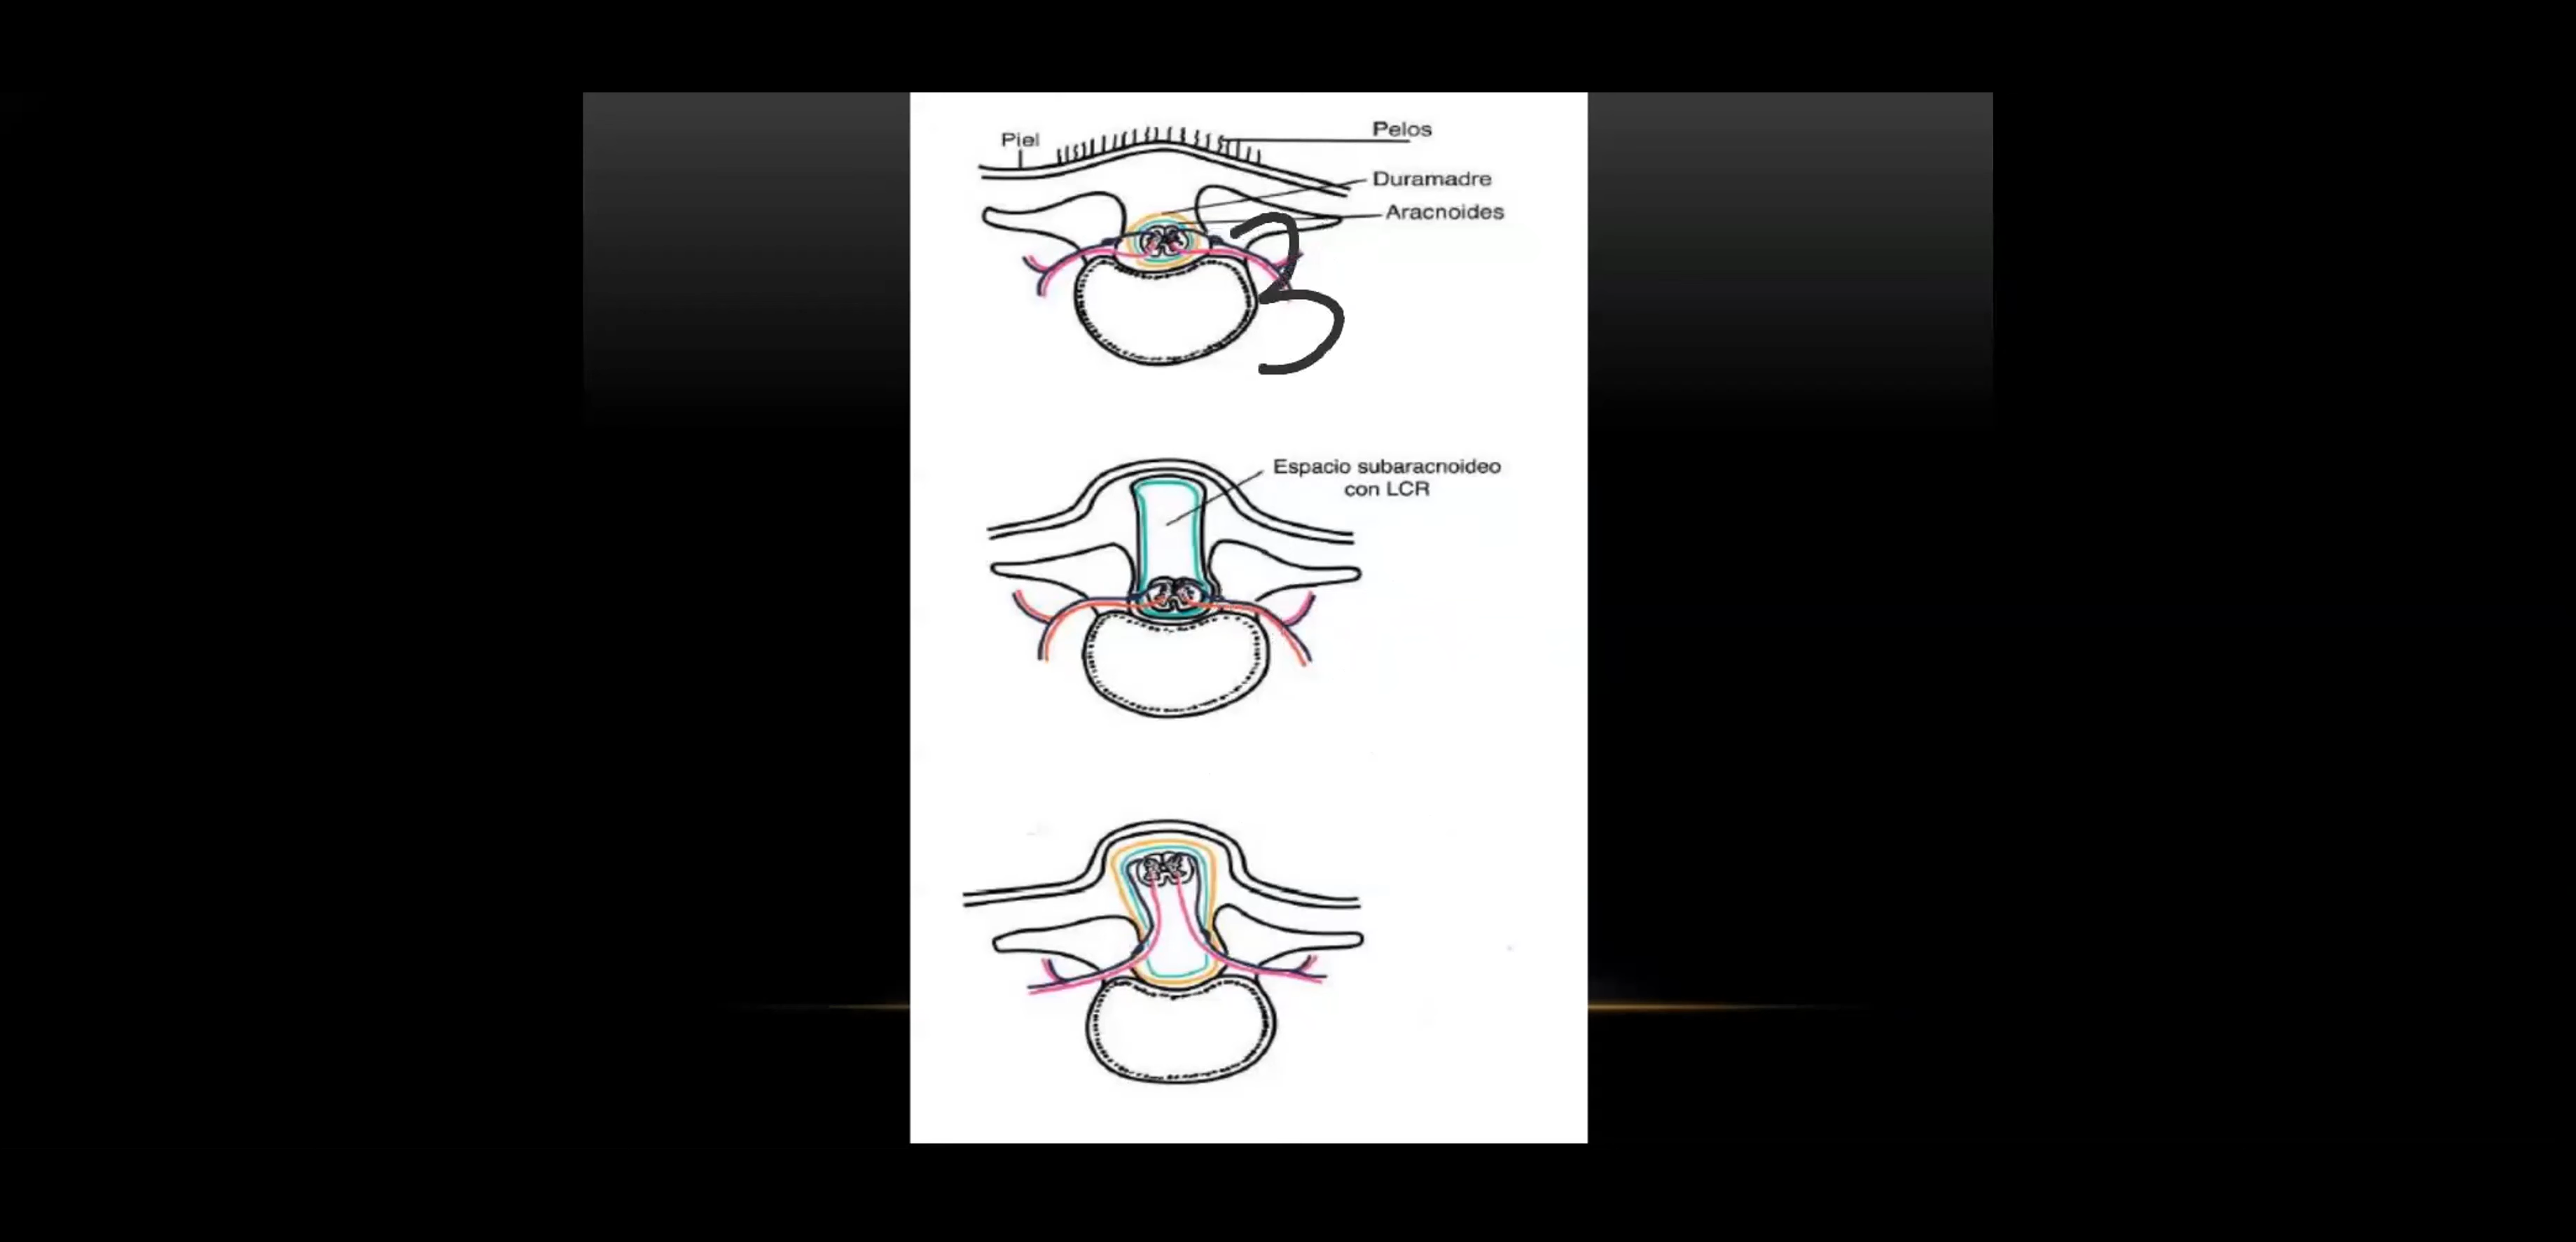 Piel
Pelos
Duramadre
Aracnoides
3
Espacio subaracnoideo
con LCR